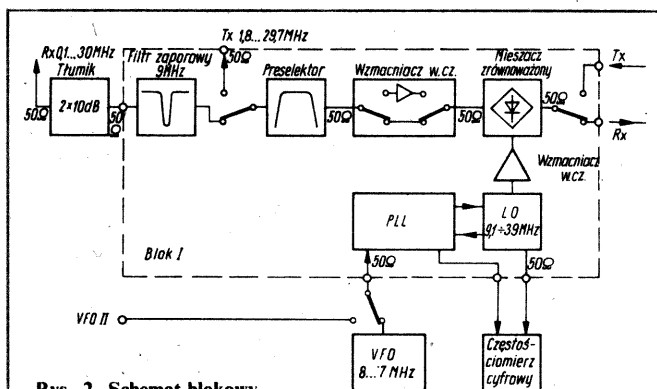 Tx 1,8...29,7MHz
Rx 0,1...30MHz
Tłumik
2×10dB
50Ω
50Ω
Filtr zaporowy
9MHz
50Ω
Preselektor
50Ω
Wzmacniacz w.cz.
50Ω
Mieszacz
zrównoważony
50Ω
Tx
Rx
Wzmacniacz
w.cz.
PLL
LO
9,1÷39MHz
Blok I
50Ω
50Ω
VFO II
VFO
8...7 MHz
Częstoś-
ciomierz
cyfrowy
Rys. 2. Schemat blokowy